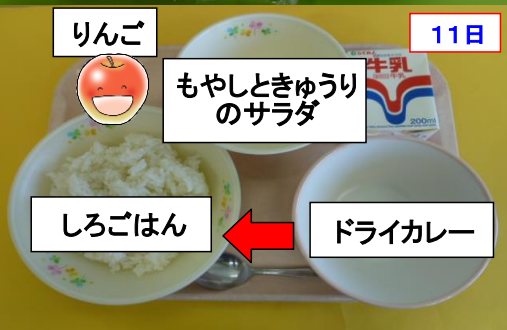 りんご
11日
もやしときゅうり
のサラダ
牛乳
200ml
しろごはん
ドライカレー